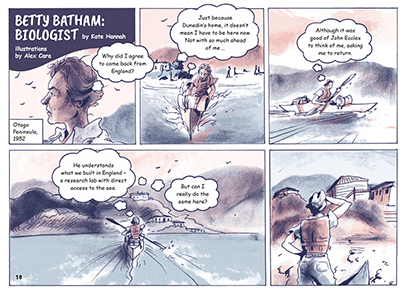 BETTY BATHAM:
BIOLOGIST by Kate Hannah
illustrations
by Alex Cara
Why did I agree
to come back from
England?
Otago
Peninsula,
1952
Just because
Dunedin's home, it doesn't
mean I have to be here now.
Not with so much ahead
of me ...
Although it was
good of John Eccles
to think of me, asking
me to return.
He understands
what we built in England –
a research lab with direct
access to the sea.
But can I
really do the
same here?
10